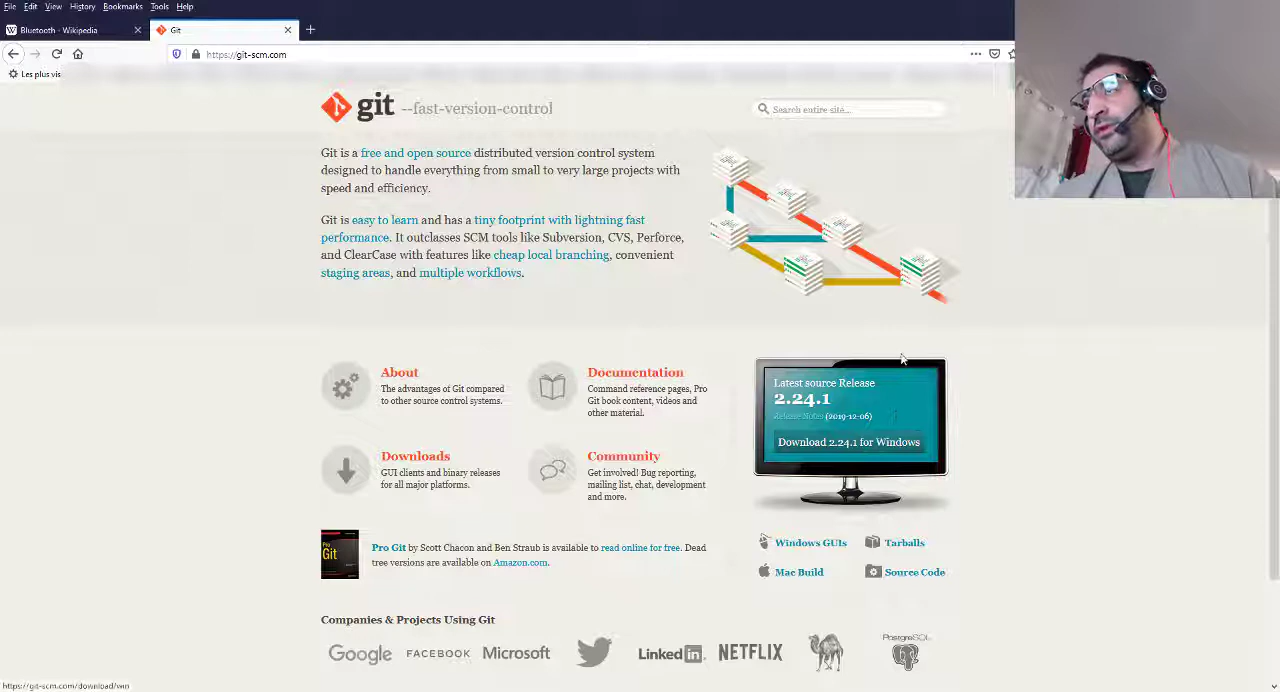 File Edit View History Bookmarks Tools Help
Bluetooth - Wikipedia
Git
https://git-scm.com
Les plus vis
git --fast-version-control
Search entire site...
Git is a free and open source distributed version control system
designed to handle everything from small to very large projects with
speed and efficiency.
Git is easy to learn and has a tiny footprint with lightning fast
performance. It outclasses SCM tools like Subversion, CVS, Perforce,
and ClearCase with features like cheap local branching, convenient
staging areas, and multiple workflows.
About
The advantages of Git compared
to other source control systems.
Documentation
Command reference pages, Pro
Git book content, videos and
other material.
Downloads
GUI clients and binary releases
for all major platforms.
Community
Get involved! Bug reporting,
mailing list, chat, development
and more.
Latest source Release
2.24.1
Release Notes (2019-12-06)
Download 2.24.1 for Windows
Windows GUIs
Tarballs
Mac Build
Source Code
Pro
Git
Pro Git by Scott Chacon and Ben Straub is available to read online for free. Dead
tree versions are available on Amazon.com.
Companies & Projects Using Git
Google FACEBOOK Microsoft LinkedIn NETFLIX PostgreSQL
https://git-scm.com/download/win